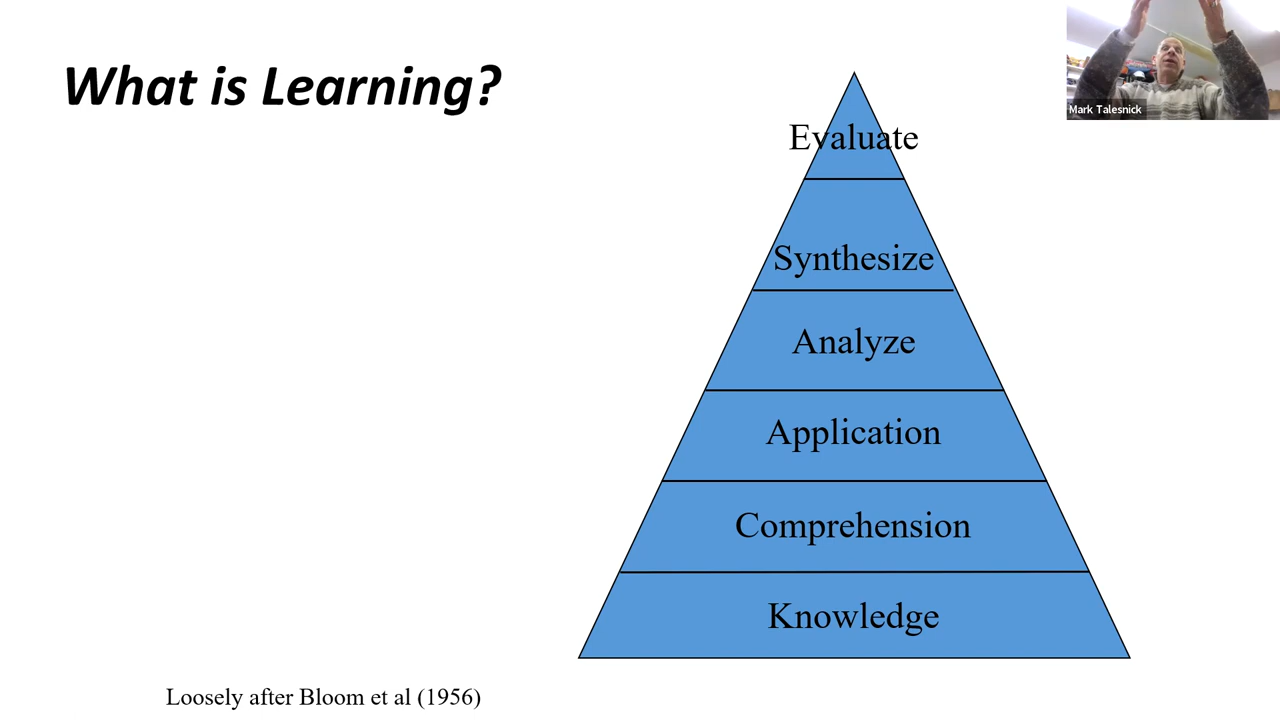 What is Learning?
Mark Talesnick
Evaluate
Synthesize
Analyze
Application
Comprehension
Knowledge
Loosely after Bloom et al (1956)